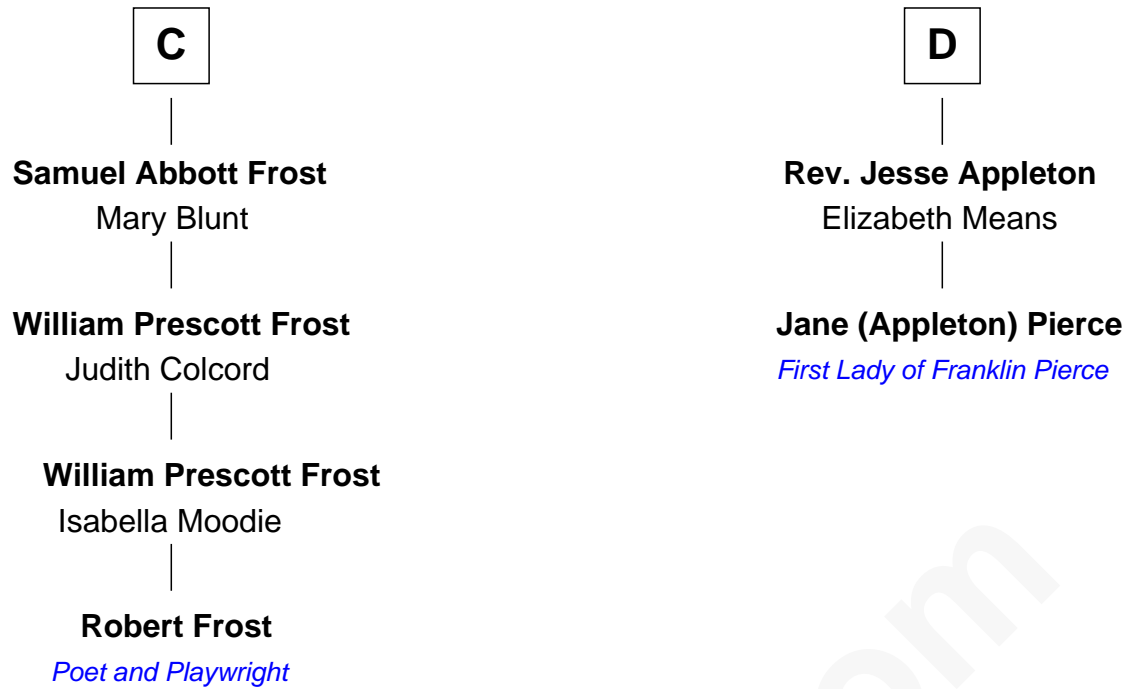 C
Samuel Abbott Frost
Mary Blunt
William Prescott Frost
Judith Colcord
William Prescott Frost
Isabella Moodie
Robert Frost
Poet and Playwright
D
Rev. Jesse Appleton
Elizabeth Means
Jane (Appleton) Pierce
First Lady of Franklin Pierce
om